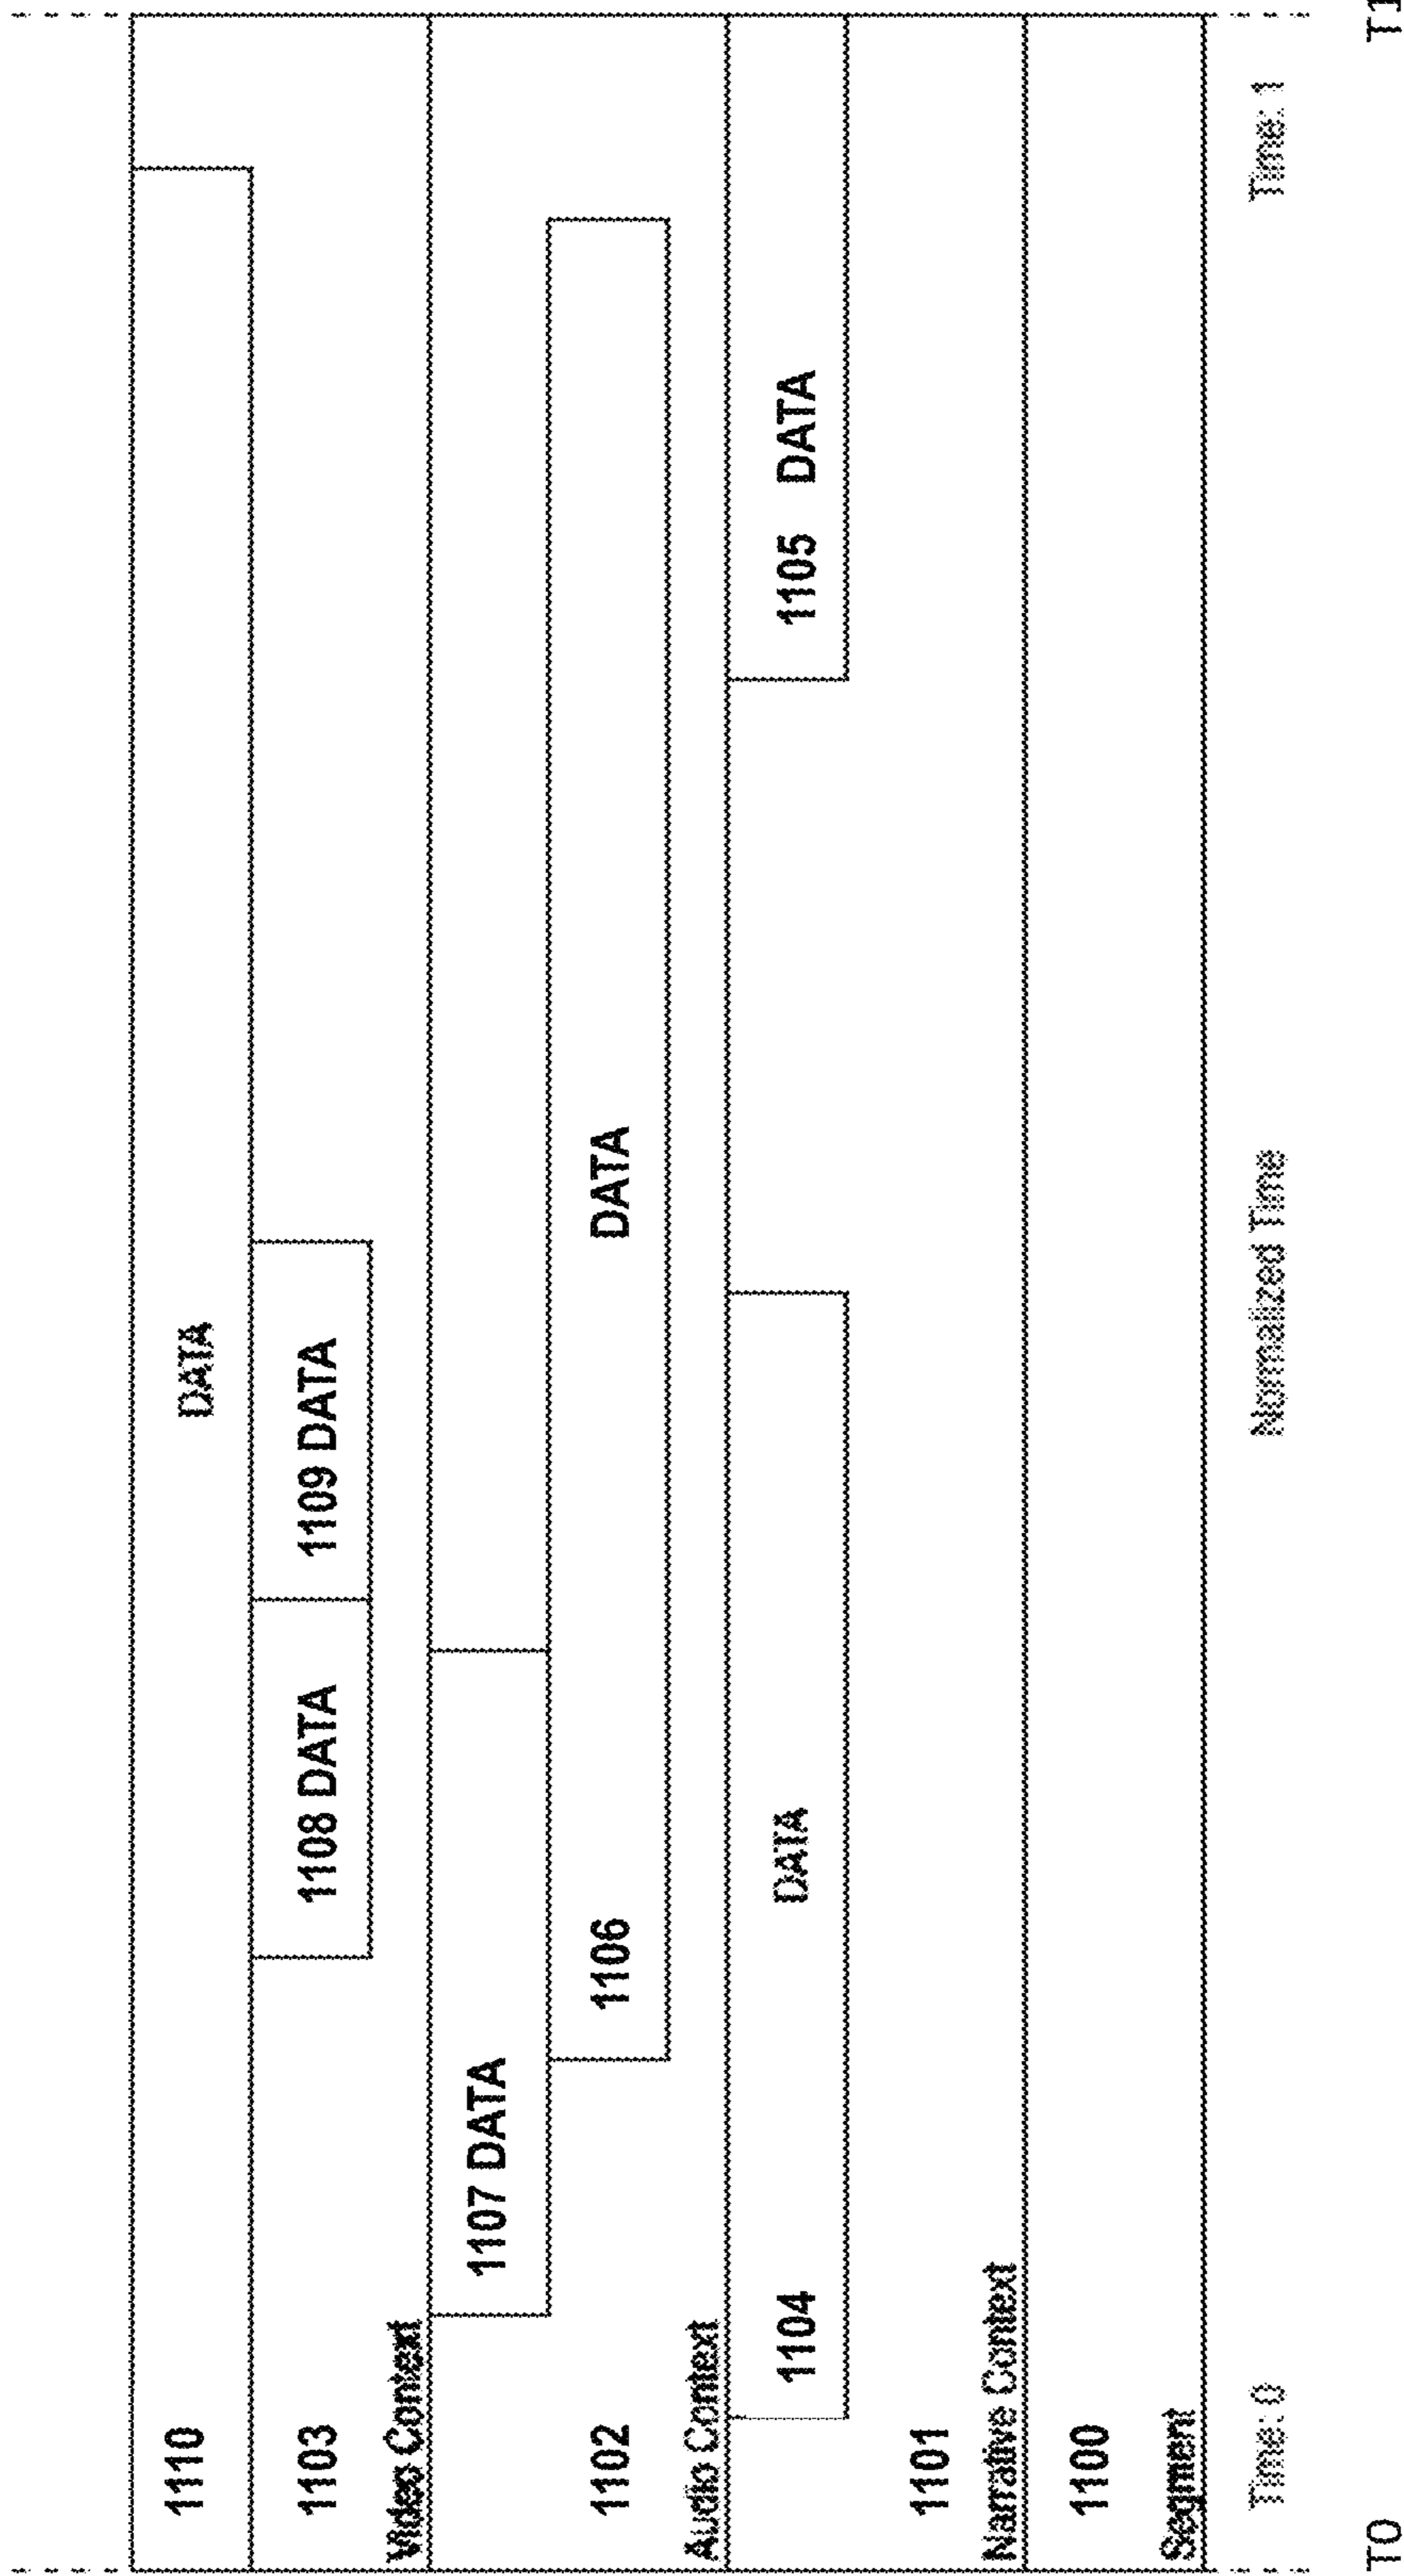 1110 DATA
1103 1108 DATA 1109 DATA
Video Context
1107 DATA
1102 1106 DATA
Audio Context
1104 DATA 1105 DATA
1101
Narrative Context
1100
Segment
Time: 0 Normalized Time Time: 1
T0 T1